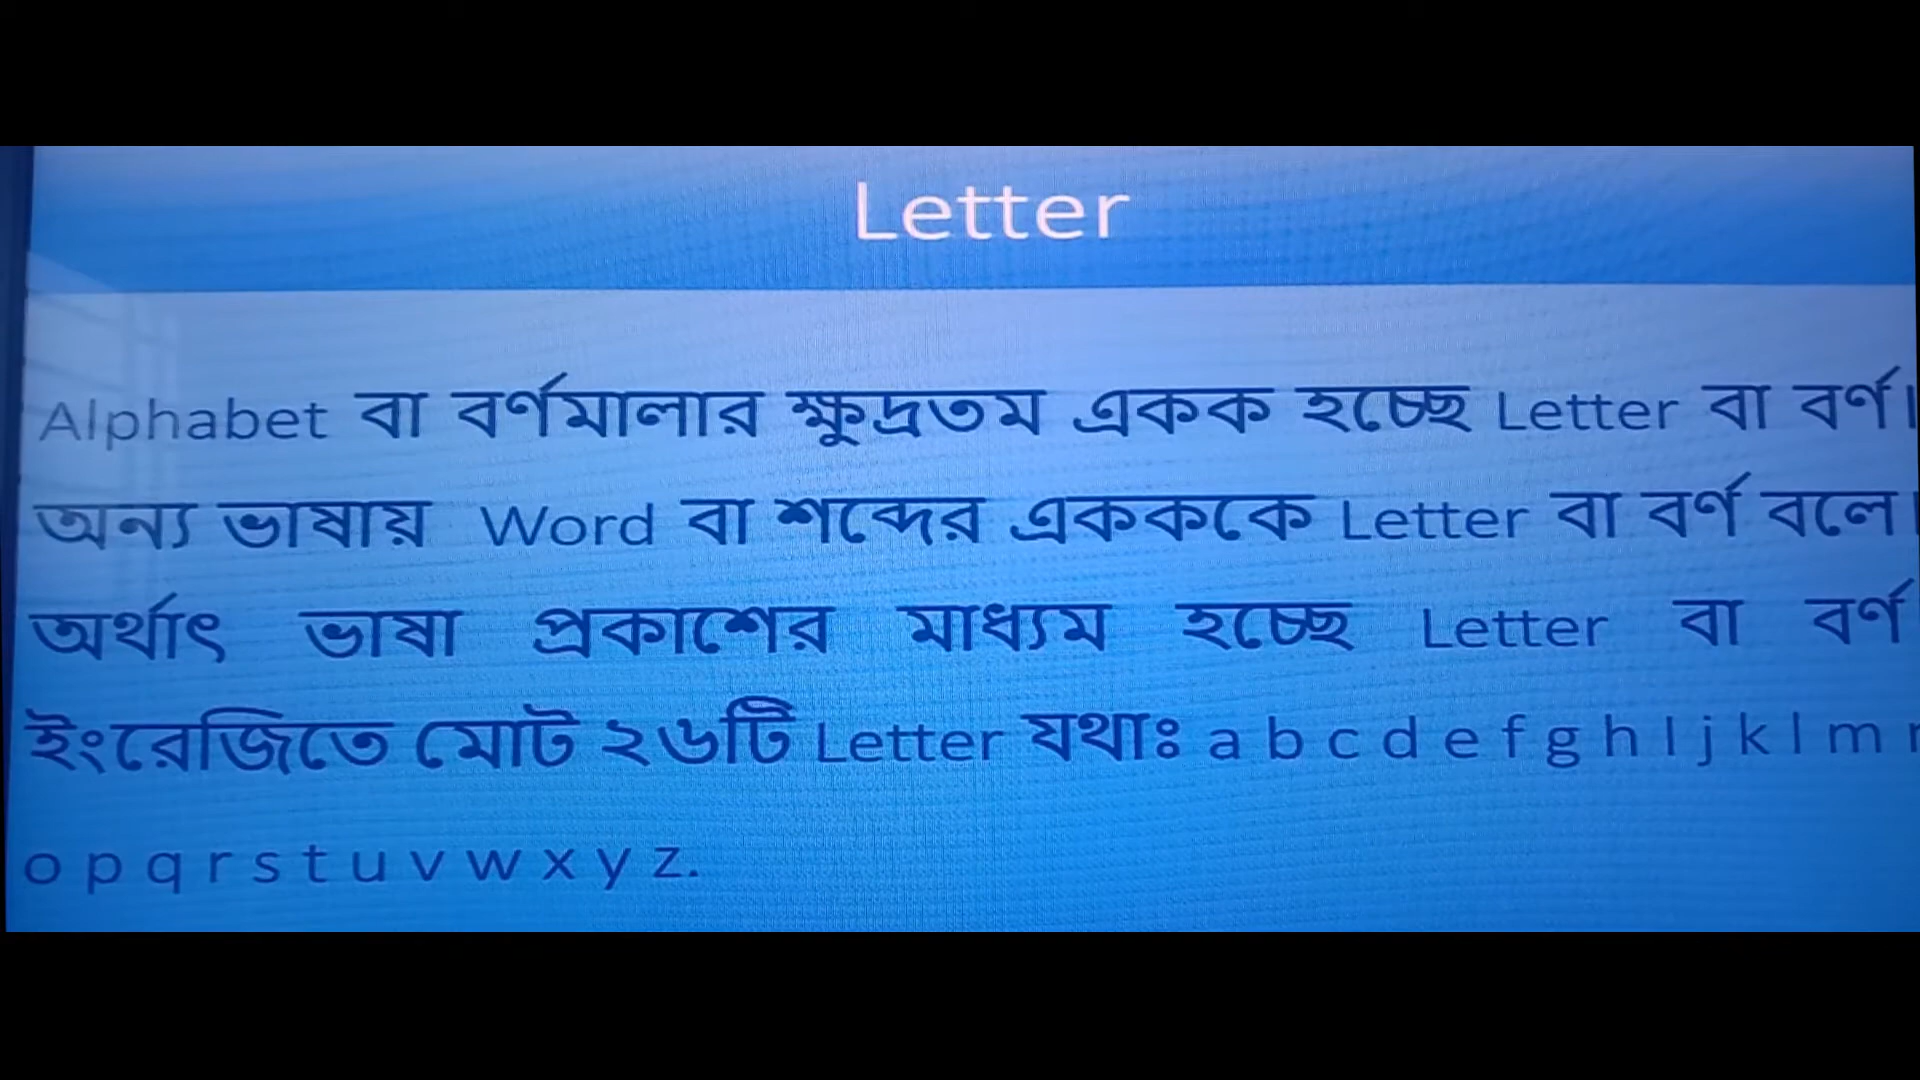 Letter
Alphabet বা বর্ণমালার ক্ষুদ্রতম একক হচ্ছে Letter বা বর্ণ।
অন্য ভাষায় Word বা শব্দের একককে Letter বা বর্ণ বলে।
অর্থাৎ ভাষা প্রকাশের মাধ্যম হচ্ছে Letter বা বর্ণ
ইংরেজিতে মোট ২৬টি Letter যথাঃ a b c d e f g h l j k l m
o p q r s t u v w x y z.